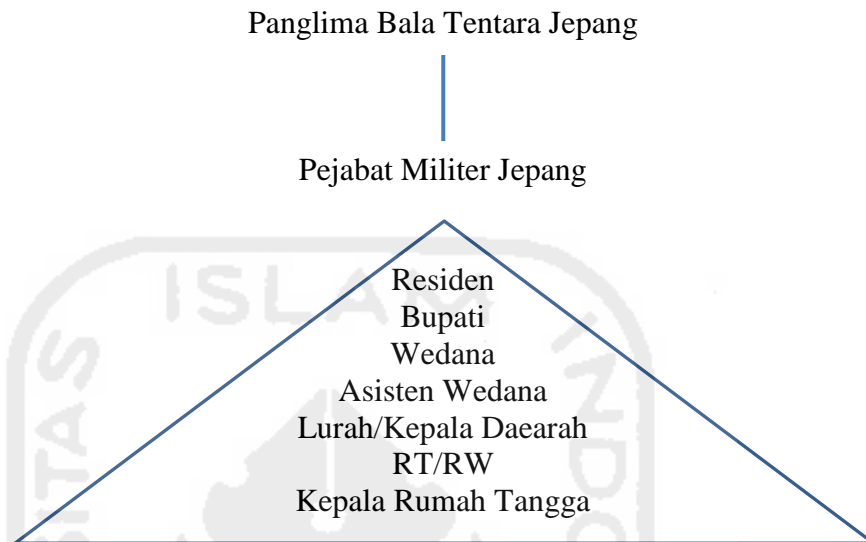 Panglima Bala Tentara Jepang
Pejabat Militer Jepang
ISLAM
Residen
Bupati
Wedana
Asisten Wedana
Lurah/Kepala Daearah
RT/RW
Kepala Rumah Tangga